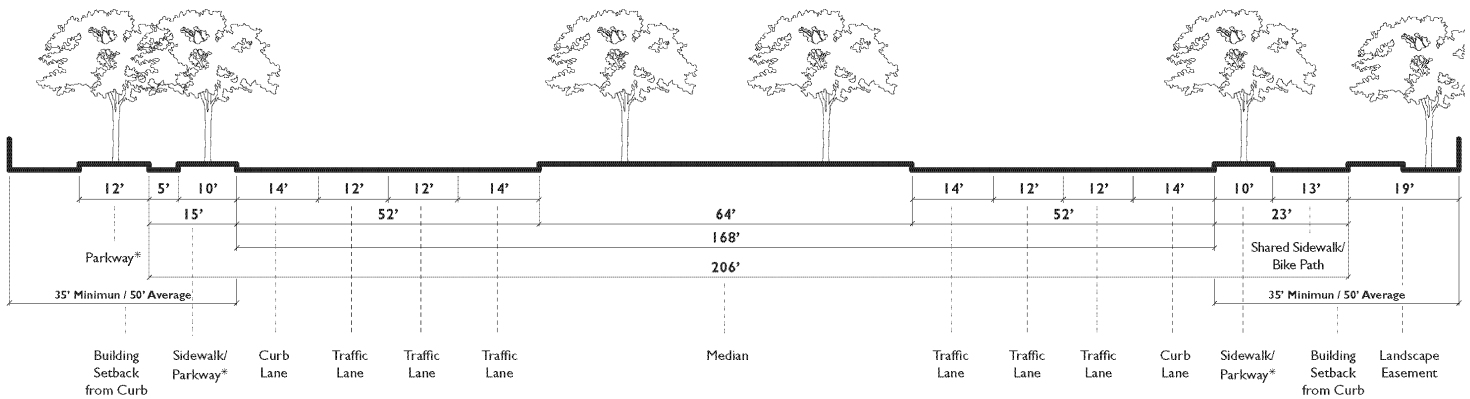 12' 5' 10' 14' 12' 12' 14' 14' 12' 12' 14' 10' 13' 19'
15' 52' 64' 52' 23'
168'
Parkway*
Shared Sidewalk/
Bike Path
206'
35' Minimun / 50' Average
35' Minimun / 50' Average
Building
Setback
from Curb
Sidewalk/
Parkway*
Curb
Lane
Traffic
Lane
Traffic
Lane
Traffic
Lane
Median
Traffic
Lane
Traffic
Lane
Traffic
Lane
Curb
Lane
Sidewalk/
Parkway*
Building
Setback
from Curb
Landscape
Easement